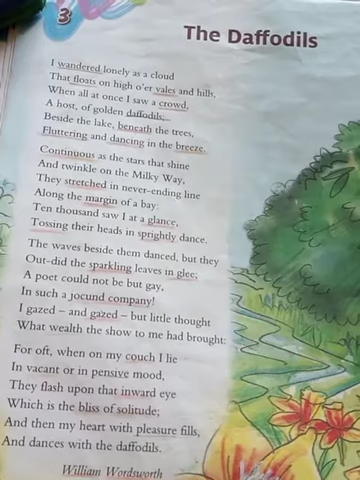 3
The Daffodils
I wandered lonely as a cloud
That floats on high o'er vales and hills,
When all at once I saw a crowd,
A host, of golden daffodils;
Beside the lake, beneath the trees,
Fluttering and dancing in the breeze.
Continuous as the stars that shine
And twinkle on the Milky Way,
They stretched in never-ending line
Along the margin of a bay:
Ten thousand saw I at a glance,
Tossing their heads in sprightly dance.
The waves beside them danced, but they
Out-did the sparkling leaves in glee;
A poet could not be but gay,
In such a jocund company!
I gazed – and gazed – but little thought
What wealth the show to me had brought:
For oft, when on my couch I lie
In vacant or in pensive mood,
They flash upon that inward eye
Which is the bliss of solitude;
And then my heart with pleasure fills,
And dances with the daffodils.
William Wordsworth